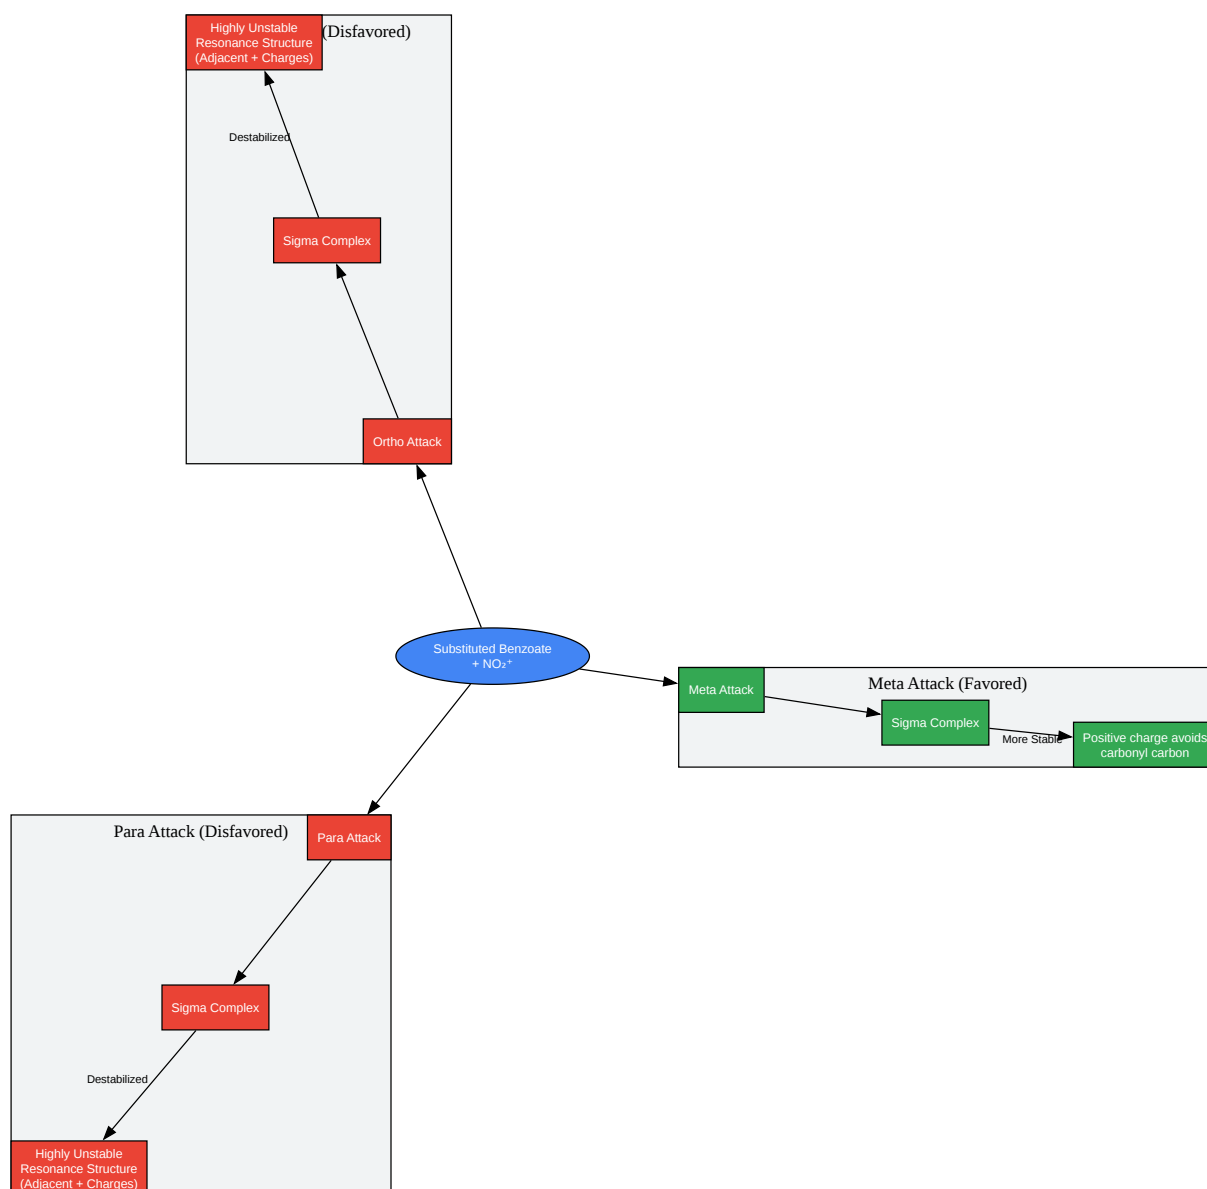 Highly Unstable
Resonance Structure
(Adjacent + Charges)
(Disfavored)
Destabilized
Sigma Complex
Ortho Attack
Substituted Benzoate
+ NO₂⁺
Meta Attack
Meta Attack (Favored)
Sigma Complex
More Stable
Positive charge avoids
carbonyl carbon
Para Attack (Disfavored)
Para Attack
Sigma Complex
Destabilized
Highly Unstable
Resonance Structure
(Adjacent + Charges)